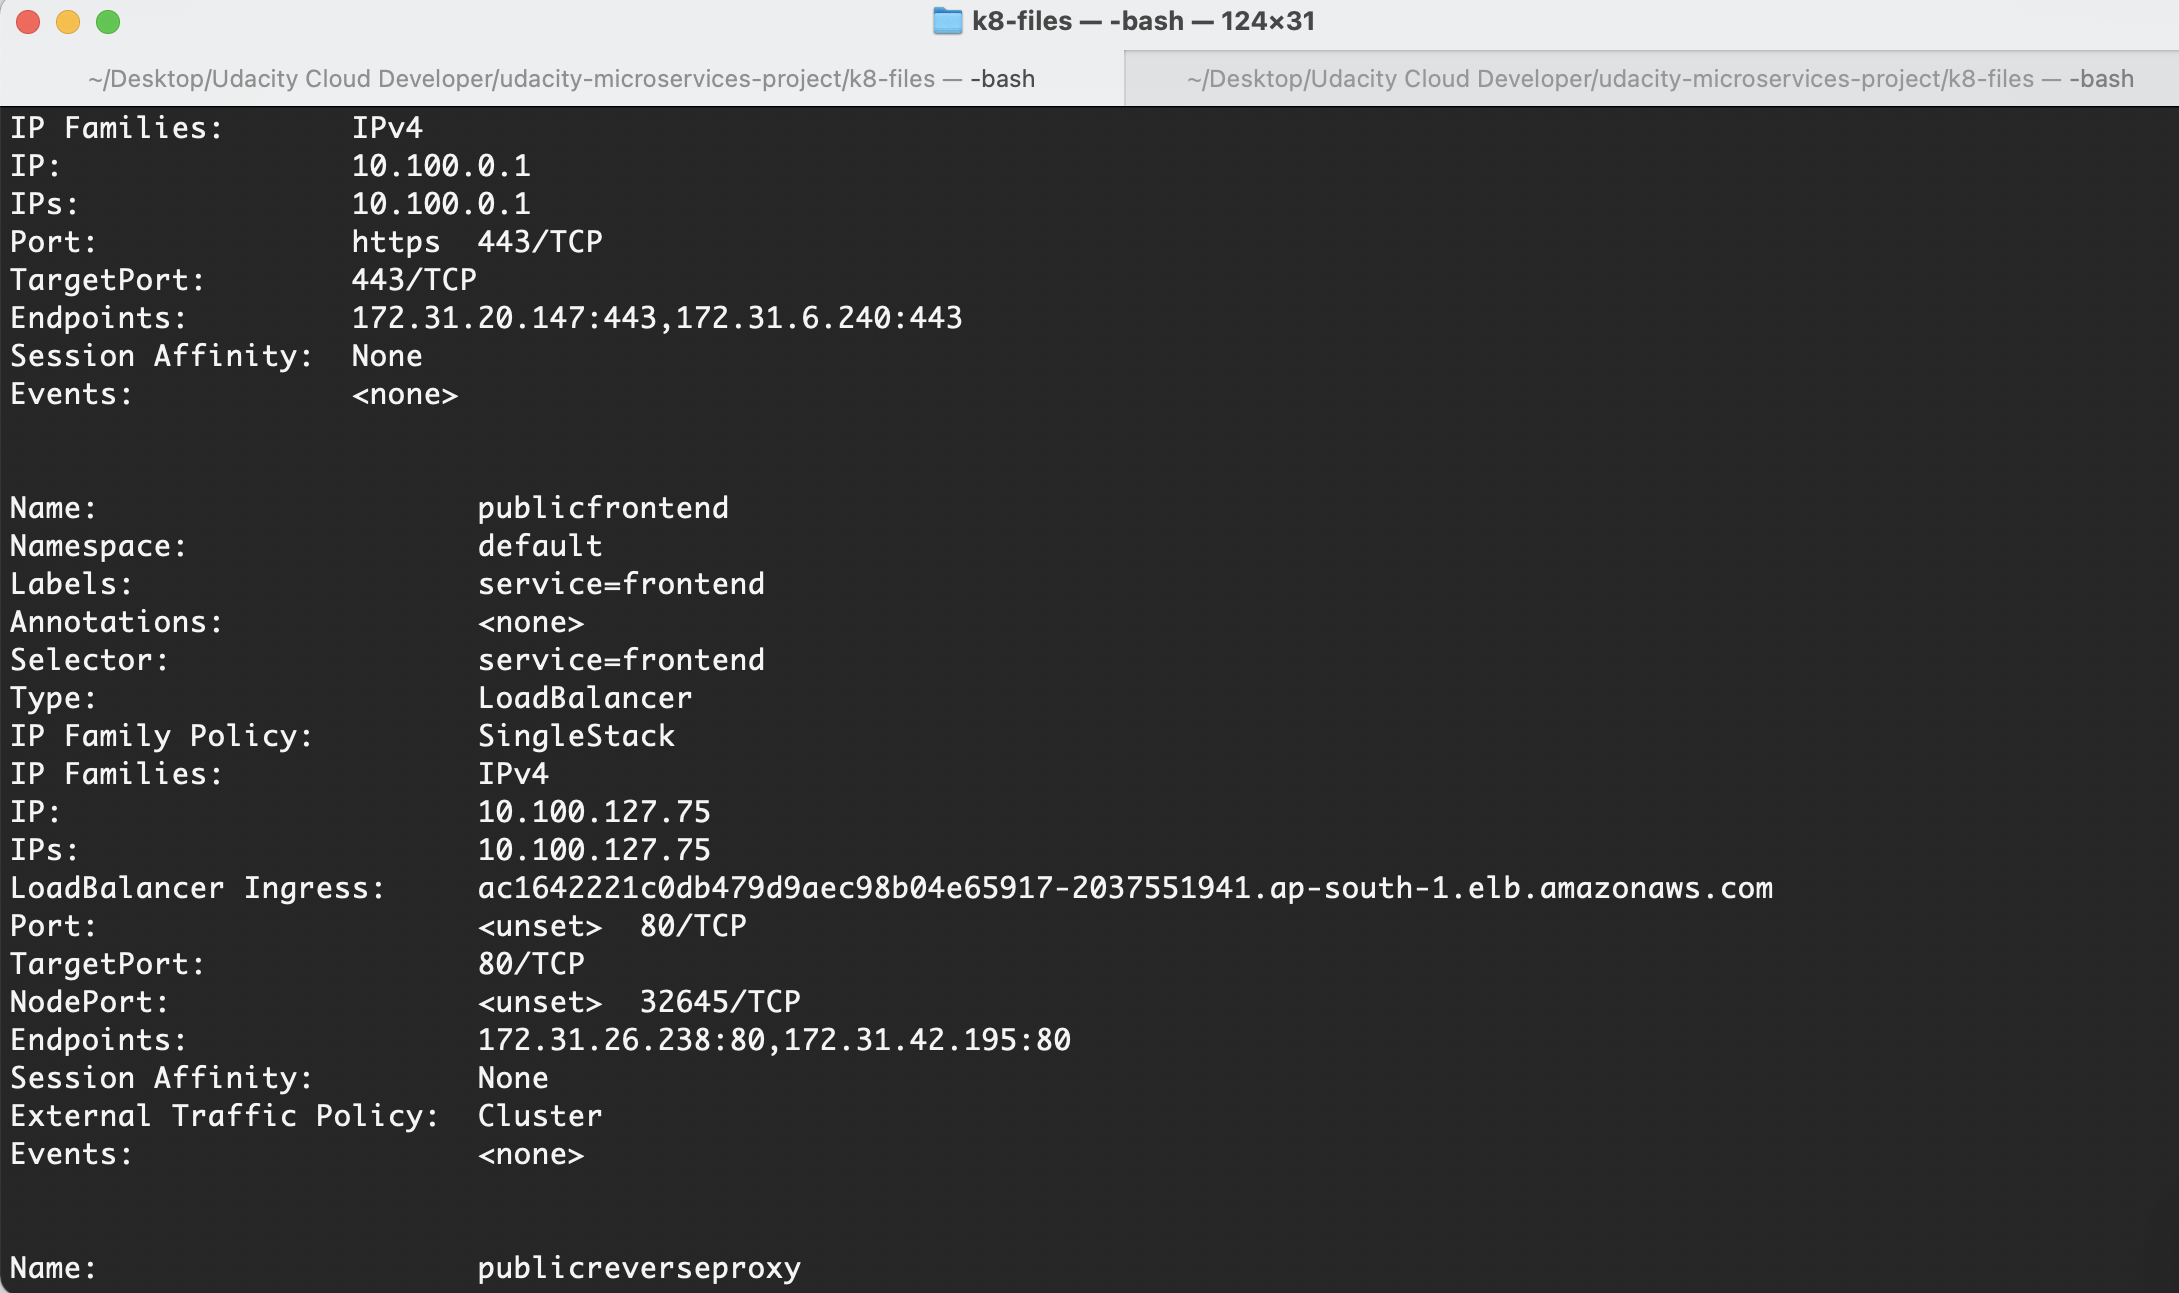 k8-files — -bash — 124×31
~/Desktop/Udacity Cloud Developer/udacity-microservices-project/k8-files — -bash
~/Desktop/Udacity Cloud Developer/udacity-microservices-project/k8-files — -bash
IP Families:       IPv4
IP:                10.100.0.1
IPs:               10.100.0.1
Port:              https  443/TCP
TargetPort:        443/TCP
Endpoints:         172.31.20.147:443,172.31.6.240:443
Session Affinity:  None
Events:            <none>
Name:                     publicfrontend
Namespace:                default
Labels:                   service=frontend
Annotations:              <none>
Selector:                 service=frontend
Type:                     LoadBalancer
IP Family Policy:         SingleStack
IP Families:              IPv4
IP:                       10.100.127.75
IPs:                      10.100.127.75
LoadBalancer Ingress:     ac1642221c0db479d9aec98b04e65917-2037551941.ap-south-1.elb.amazonaws.com
Port:                     <unset>  80/TCP
TargetPort:               80/TCP
NodePort:                 <unset>  32645/TCP
Endpoints:                172.31.26.238:80,172.31.42.195:80
Session Affinity:         None
External Traffic Policy:  Cluster
Events:                   <none>
Name:                     publicreverseproxy